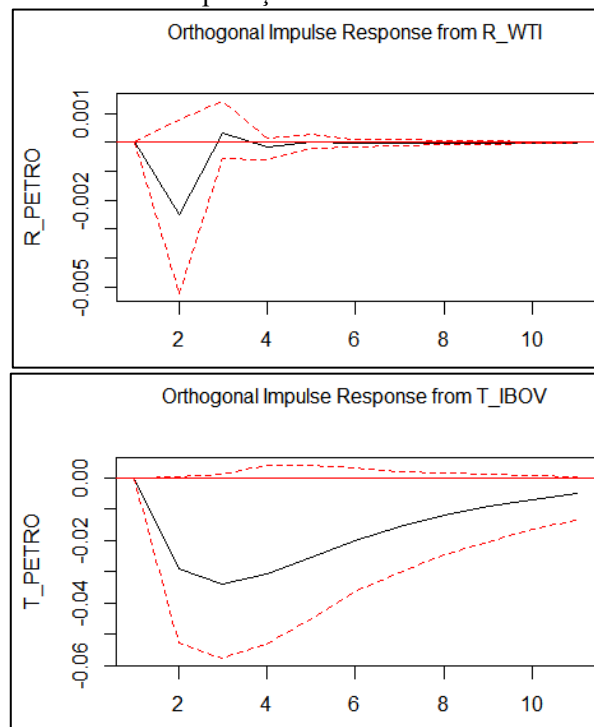 Orthogonal Impulse Response from R_WTI
R_PETRO
0.001
-0.002
-0.005
2 4 6 8 10
Orthogonal Impulse Response from T_IBOV
T_PETRO
0.00
-0.02
-0.04
-0.06
2 4 6 8 10